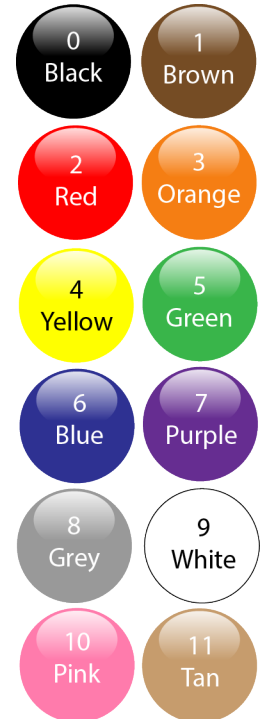 0
Black
1
Brown
2
Red
3
Orange
4
Yellow
5
Green
6
Blue
7
Purple
8
Grey
9
White
10
Pink
11
Tan